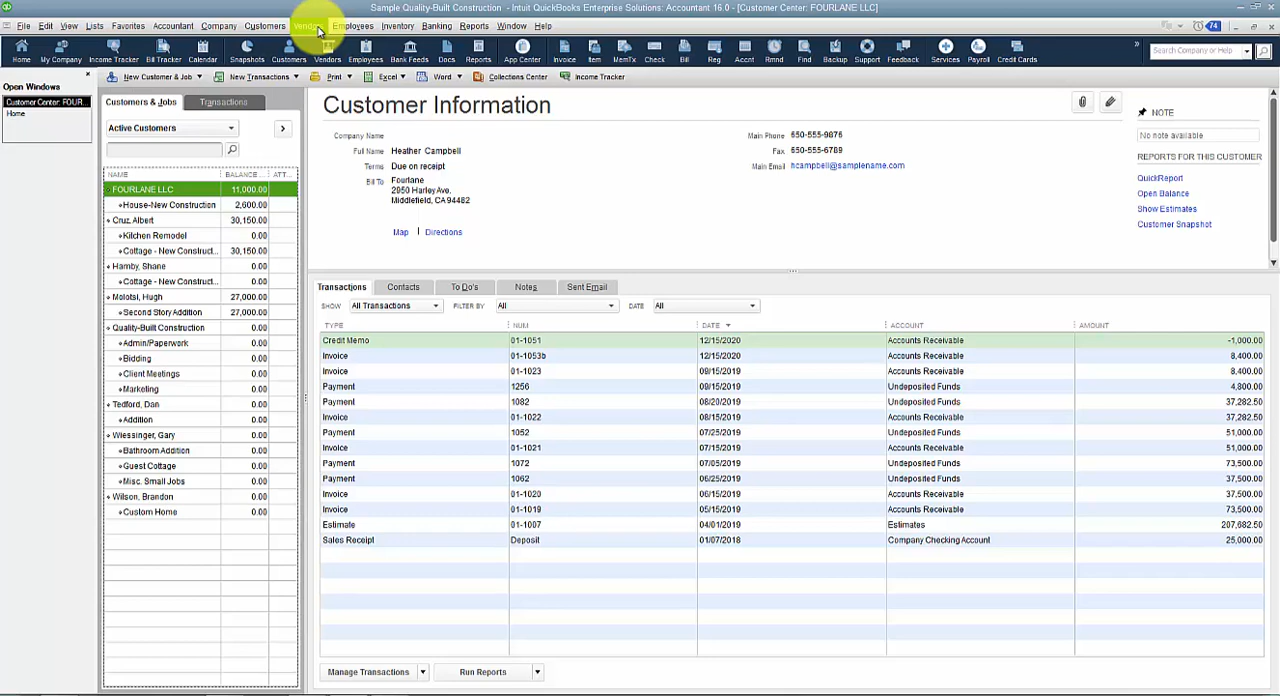 Sample Quality-Built Construction - Intuit QuickBooks Enterprise Solutions: Accountant 16.0 - [Customer Center: FOURLANE LLC]
File Edit View Lists Favorites Accountant Company Customers Vendors Employees Inventory Banking Reports Window Help 74
Home My Company Income Tracker Bill Tracker Calendar Snapshots Customers Vendors Employees Bank Feeds Docs Reports App Center Invoice Item MemTx Check Bill Reg Accnt Rmnd Find Backup Support Feedback Services Payroll Credit Cards » Search Company or Help
New Customer & Job New Transactions Print Excel Word Collections Center Income Tracker
Open Windows ×
Customer Center: FOUR...
Home
Customers & Jobs Transactions
Active Customers
NAME BALANCE ... ATT...
FOURLANE LLC 11,000.00
House-New Construction 2,600.00
Cruz, Albert 30,150.00
Kitchen Remodel 0.00
Cottage - New Construct... 30,150.00
Hamby, Shane 0.00
Cottage - New Construct... 0.00
Molotsi, Hugh 27,000.00
Second Story Addition 27,000.00
Quality-Built Construction 0.00
Admin/Paperwork 0.00
Bidding 0.00
Client Meetings 0.00
Marketing 0.00
Tedford, Dan 0.00
Addition 0.00
Wiessinger, Gary 0.00
Bathroom Addition 0.00
Guest Cottage 0.00
Misc. Small Jobs 0.00
Wilson, Brandon 0.00
Custom Home 0.00
Customer Information
Company Name
Full Name Heather Campbell
Terms Due on receipt
Bill To Fourlane
2950 Harley Ave.
Middlefield, CA 94482
Map | Directions
Main Phone 650-555-9876
Fax 650-555-6789
Main Email hcampbell@samplename.com
NOTE
No note available
REPORTS FOR THIS CUSTOMER
QuickReport
Open Balance
Show Estimates
Customer Snapshot
Transactions Contacts To Do's Notes Sent Email
SHOW All Transactions FILTER BY All DATE All
TYPE NUM DATE ACCOUNT AMOUNT
Credit Memo 01-1051 12/15/2020 Accounts Receivable -1,000.00
Invoice 01-1053b 12/15/2020 Accounts Receivable 8,400.00
Invoice 01-1023 09/15/2019 Accounts Receivable 8,400.00
Payment 1256 09/15/2019 Undeposited Funds 4,800.00
Payment 1082 08/20/2019 Undeposited Funds 37,282.50
Invoice 01-1022 08/15/2019 Accounts Receivable 37,282.50
Payment 1052 07/25/2019 Undeposited Funds 51,000.00
Invoice 01-1021 07/15/2019 Accounts Receivable 51,000.00
Payment 1072 07/05/2019 Undeposited Funds 73,500.00
Payment 1062 06/25/2019 Undeposited Funds 37,500.00
Invoice 01-1020 06/15/2019 Accounts Receivable 37,500.00
Invoice 01-1019 05/15/2019 Accounts Receivable 73,500.00
Estimate 01-1007 04/01/2019 Estimates 207,682.50
Sales Receipt Deposit 01/07/2018 Company Checking Account 25,000.00
Manage Transactions Run Reports